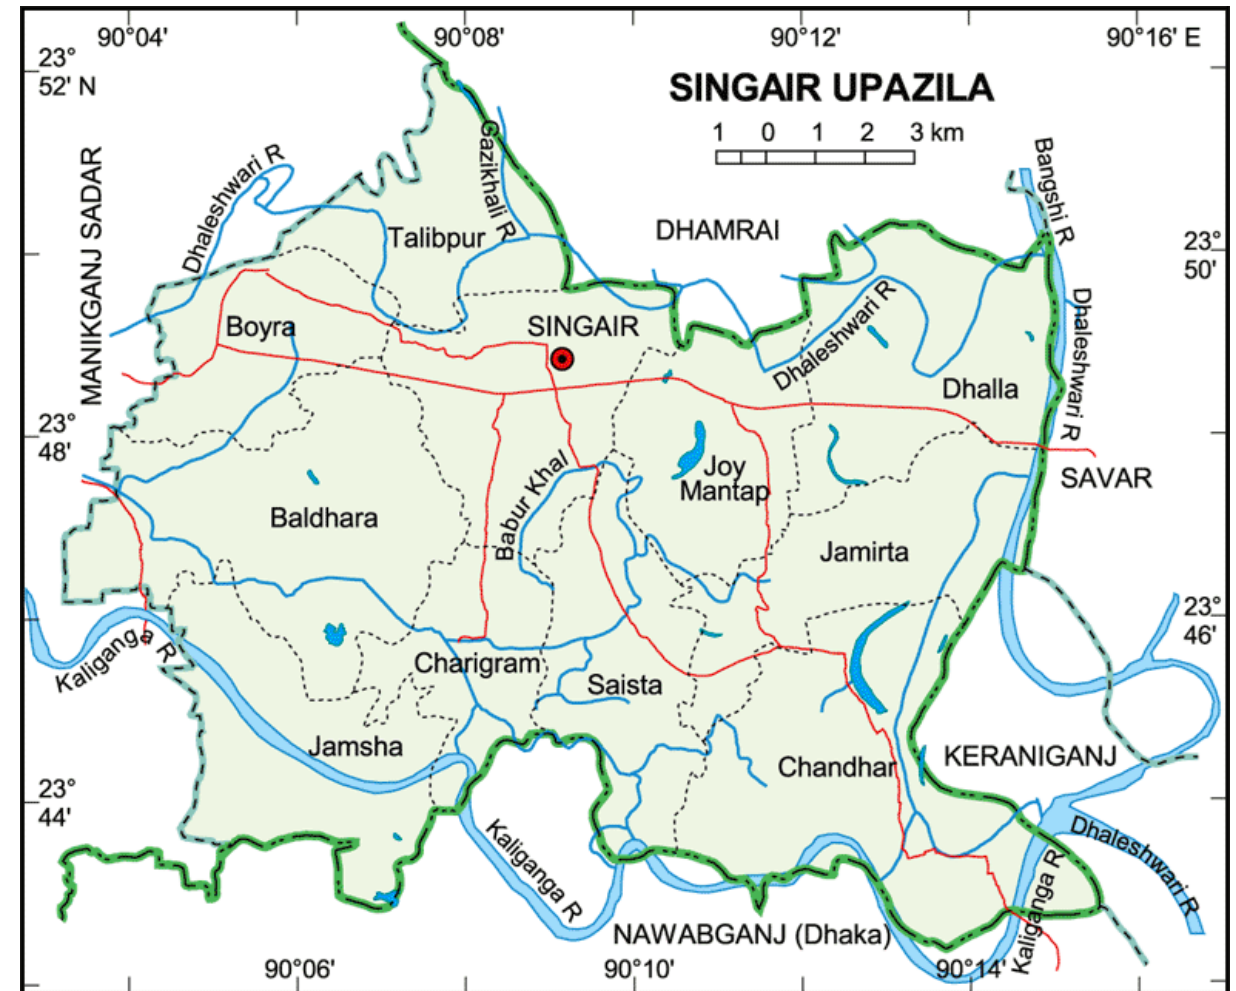 90°04'
90°08'
90°12'
90°16' E
23°
52' N
SINGAIR UPAZILA
1 0 1 2 3 km
MANIKGANJ SADAR
Dhaleshwari R
Gazikhali R
Bangshi R
Talibpur
DHAMRAI
23°
50'
Boyra
SINGAIR
Dhaleshwari R
Dhaleshwari R
Dhalla
23°
48'
Joy
Mantap
SAVAR
Babur Khal
Baldhara
Jamirta
23°
46'
Kaliganga R
Charigram
Saista
Jamsha
Chandhar
KERANIGANJ
23°
44'
Kaliganga R
Dhaleshwari R
Kaliganga R
NAWABGANJ (Dhaka)
90°06'
90°10'
90°14'